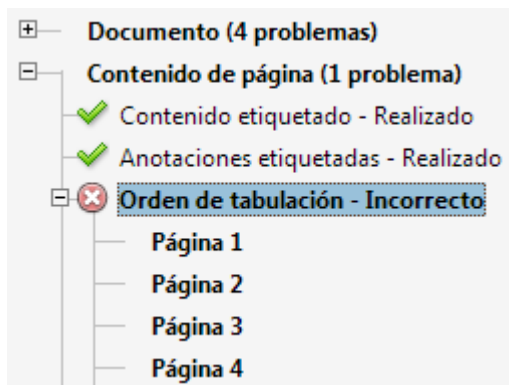 Documento (4 problemas)
Contenido de página (1 problema)
Contenido etiquetado - Realizado
Anotaciones etiquetadas - Realizado
Orden de tabulación - Incorrecto
Página 1
Página 2
Página 3
Página 4